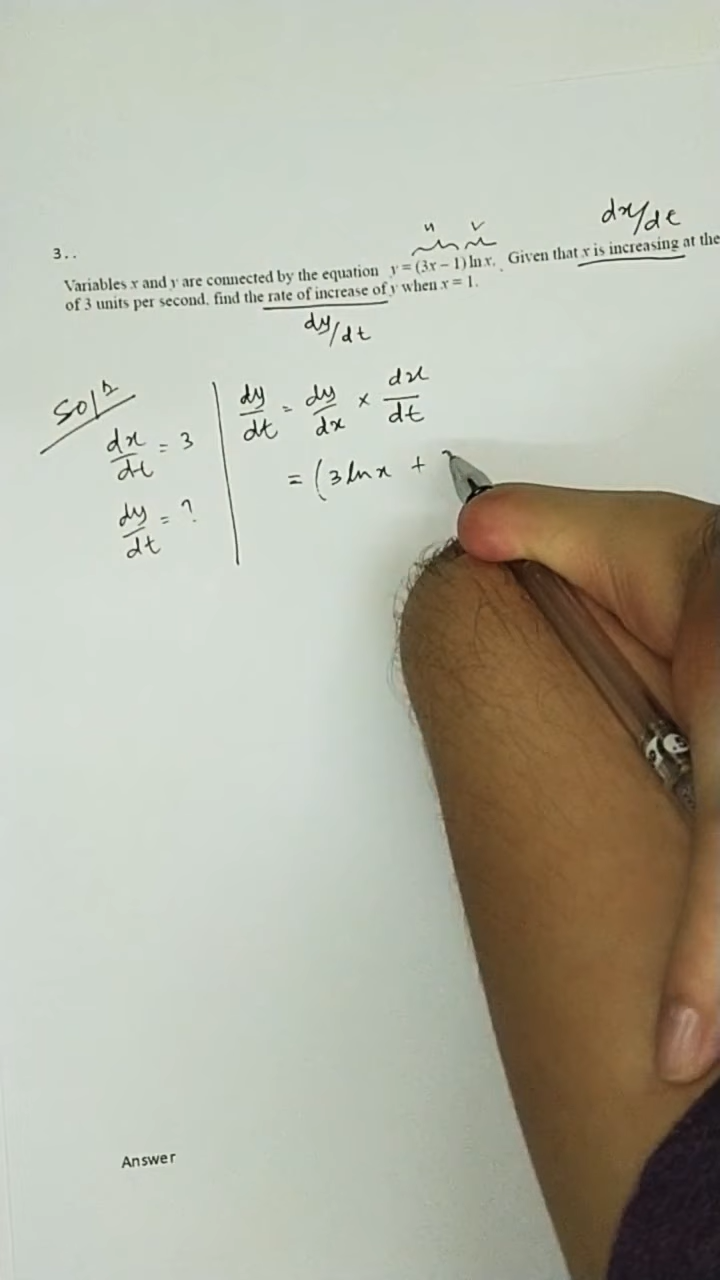 dx/dt
u v
3..
Variables x and y are connected by the equation y = (3x – 1) ln x. Given that x is increasing at the
of 3 units per second, find the rate of increase of y when x = 1.
dy/dt
Solⁿ
dx/dt = 3
dy/dt = ?
dy/dt = dy/dx × dx/dt
= (3 ln x +
Answer